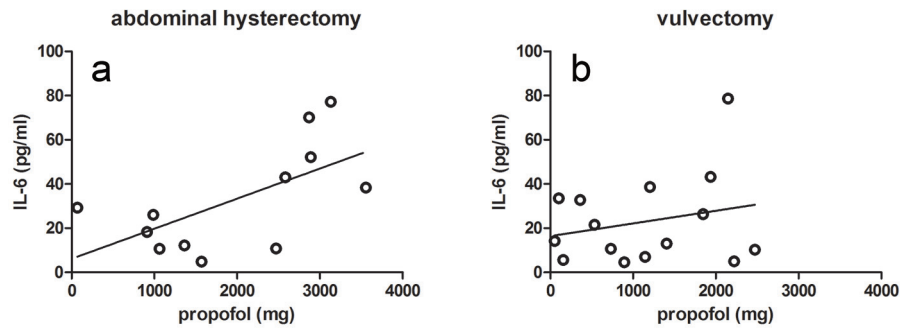 abdominal hysterectomy
a
IL-6 (pg/ml)
100
80
60
40
20
0
0 1000 2000 3000 4000
propofol (mg)
vulvectomy
b
IL-6 (pg/ml)
100
80
60
40
20
0
0 1000 2000 3000 4000
propofol (mg)